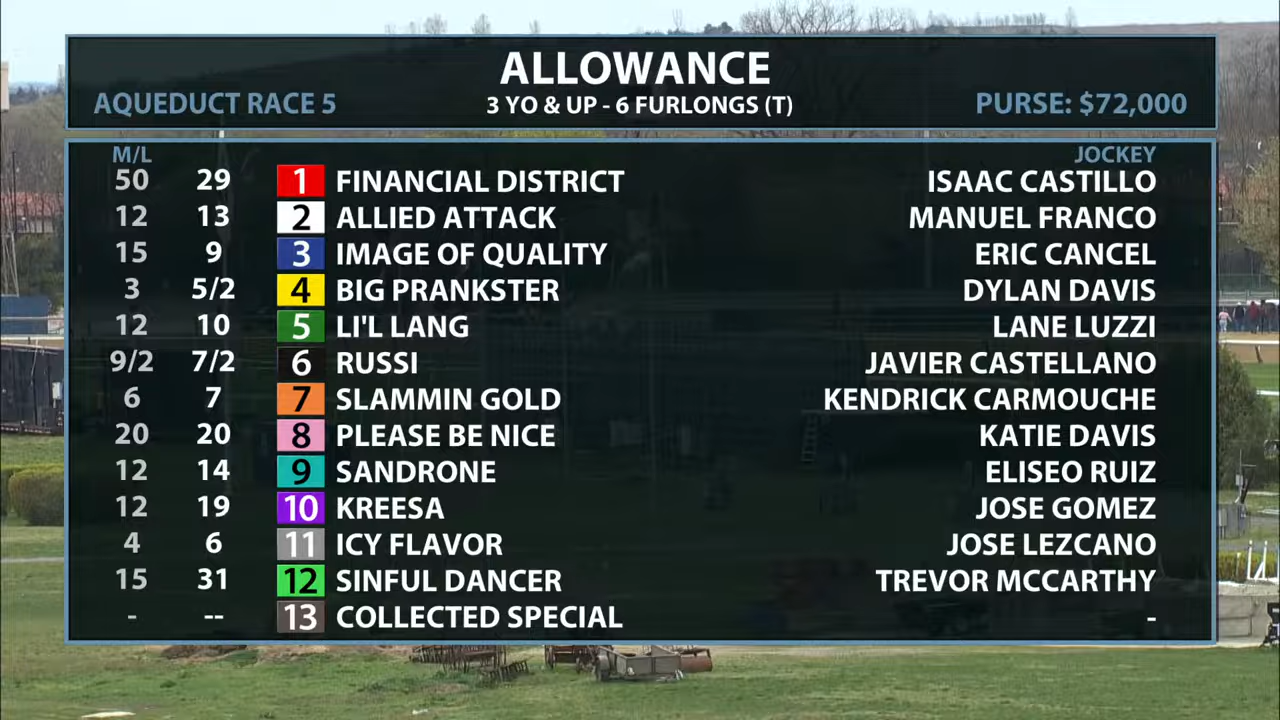 ALLOWANCE
AQUEDUCT RACE 5 3 YO & UP - 6 FURLONGS (T) PURSE: $72,000
M/L JOCKEY
50 29 1 FINANCIAL DISTRICT ISAAC CASTILLO
12 13 2 ALLIED ATTACK MANUEL FRANCO
15 9 3 IMAGE OF QUALITY ERIC CANCEL
3 5/2 4 BIG PRANKSTER DYLAN DAVIS
12 10 5 LI'L LANG LANE LUZZI
9/2 7/2 6 RUSSI JAVIER CASTELLANO
6 7 7 SLAMMIN GOLD KENDRICK CARMOUCHE
20 20 8 PLEASE BE NICE KATIE DAVIS
12 14 9 SANDRONE ELISEO RUIZ
12 19 10 KREESA JOSE GOMEZ
4 6 11 ICY FLAVOR JOSE LEZCANO
15 31 12 SINFUL DANCER TREVOR MCCARTHY
- -- 13 COLLECTED SPECIAL -